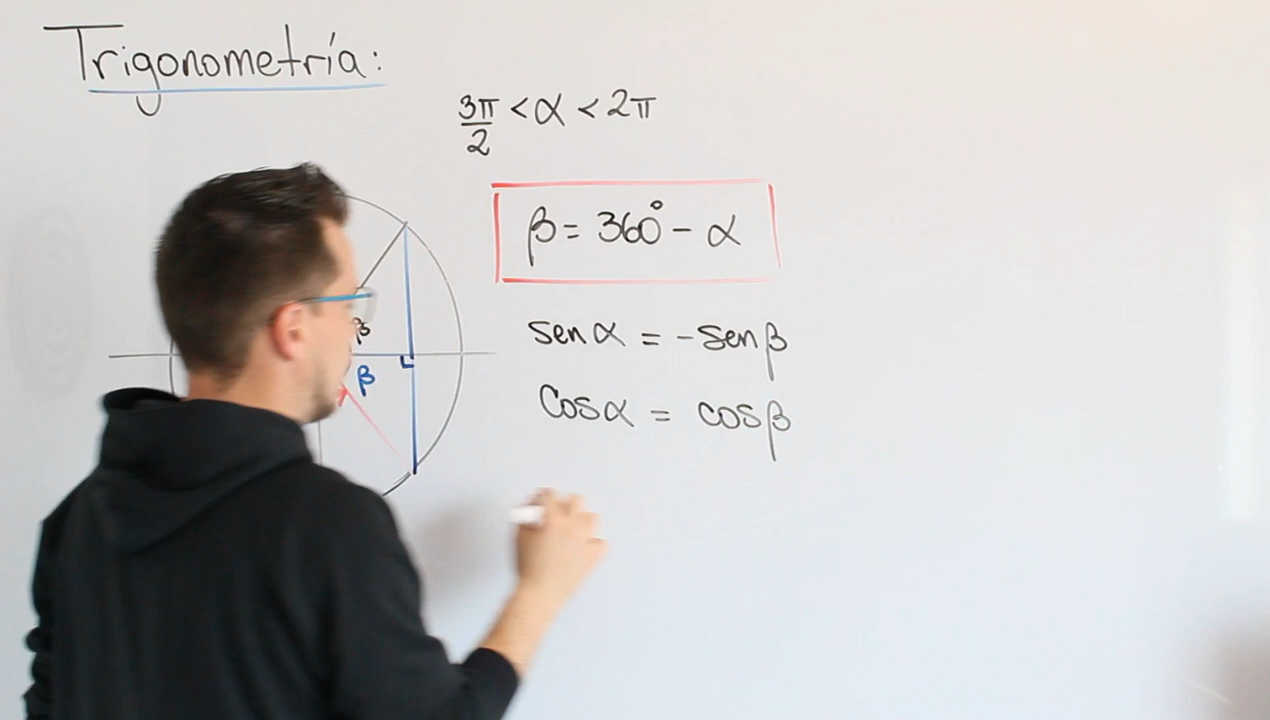 Trigonometría:
3π/2 < α < 2π
β = 360° - α
sen α = - sen β
β
β
Cos α = cos β